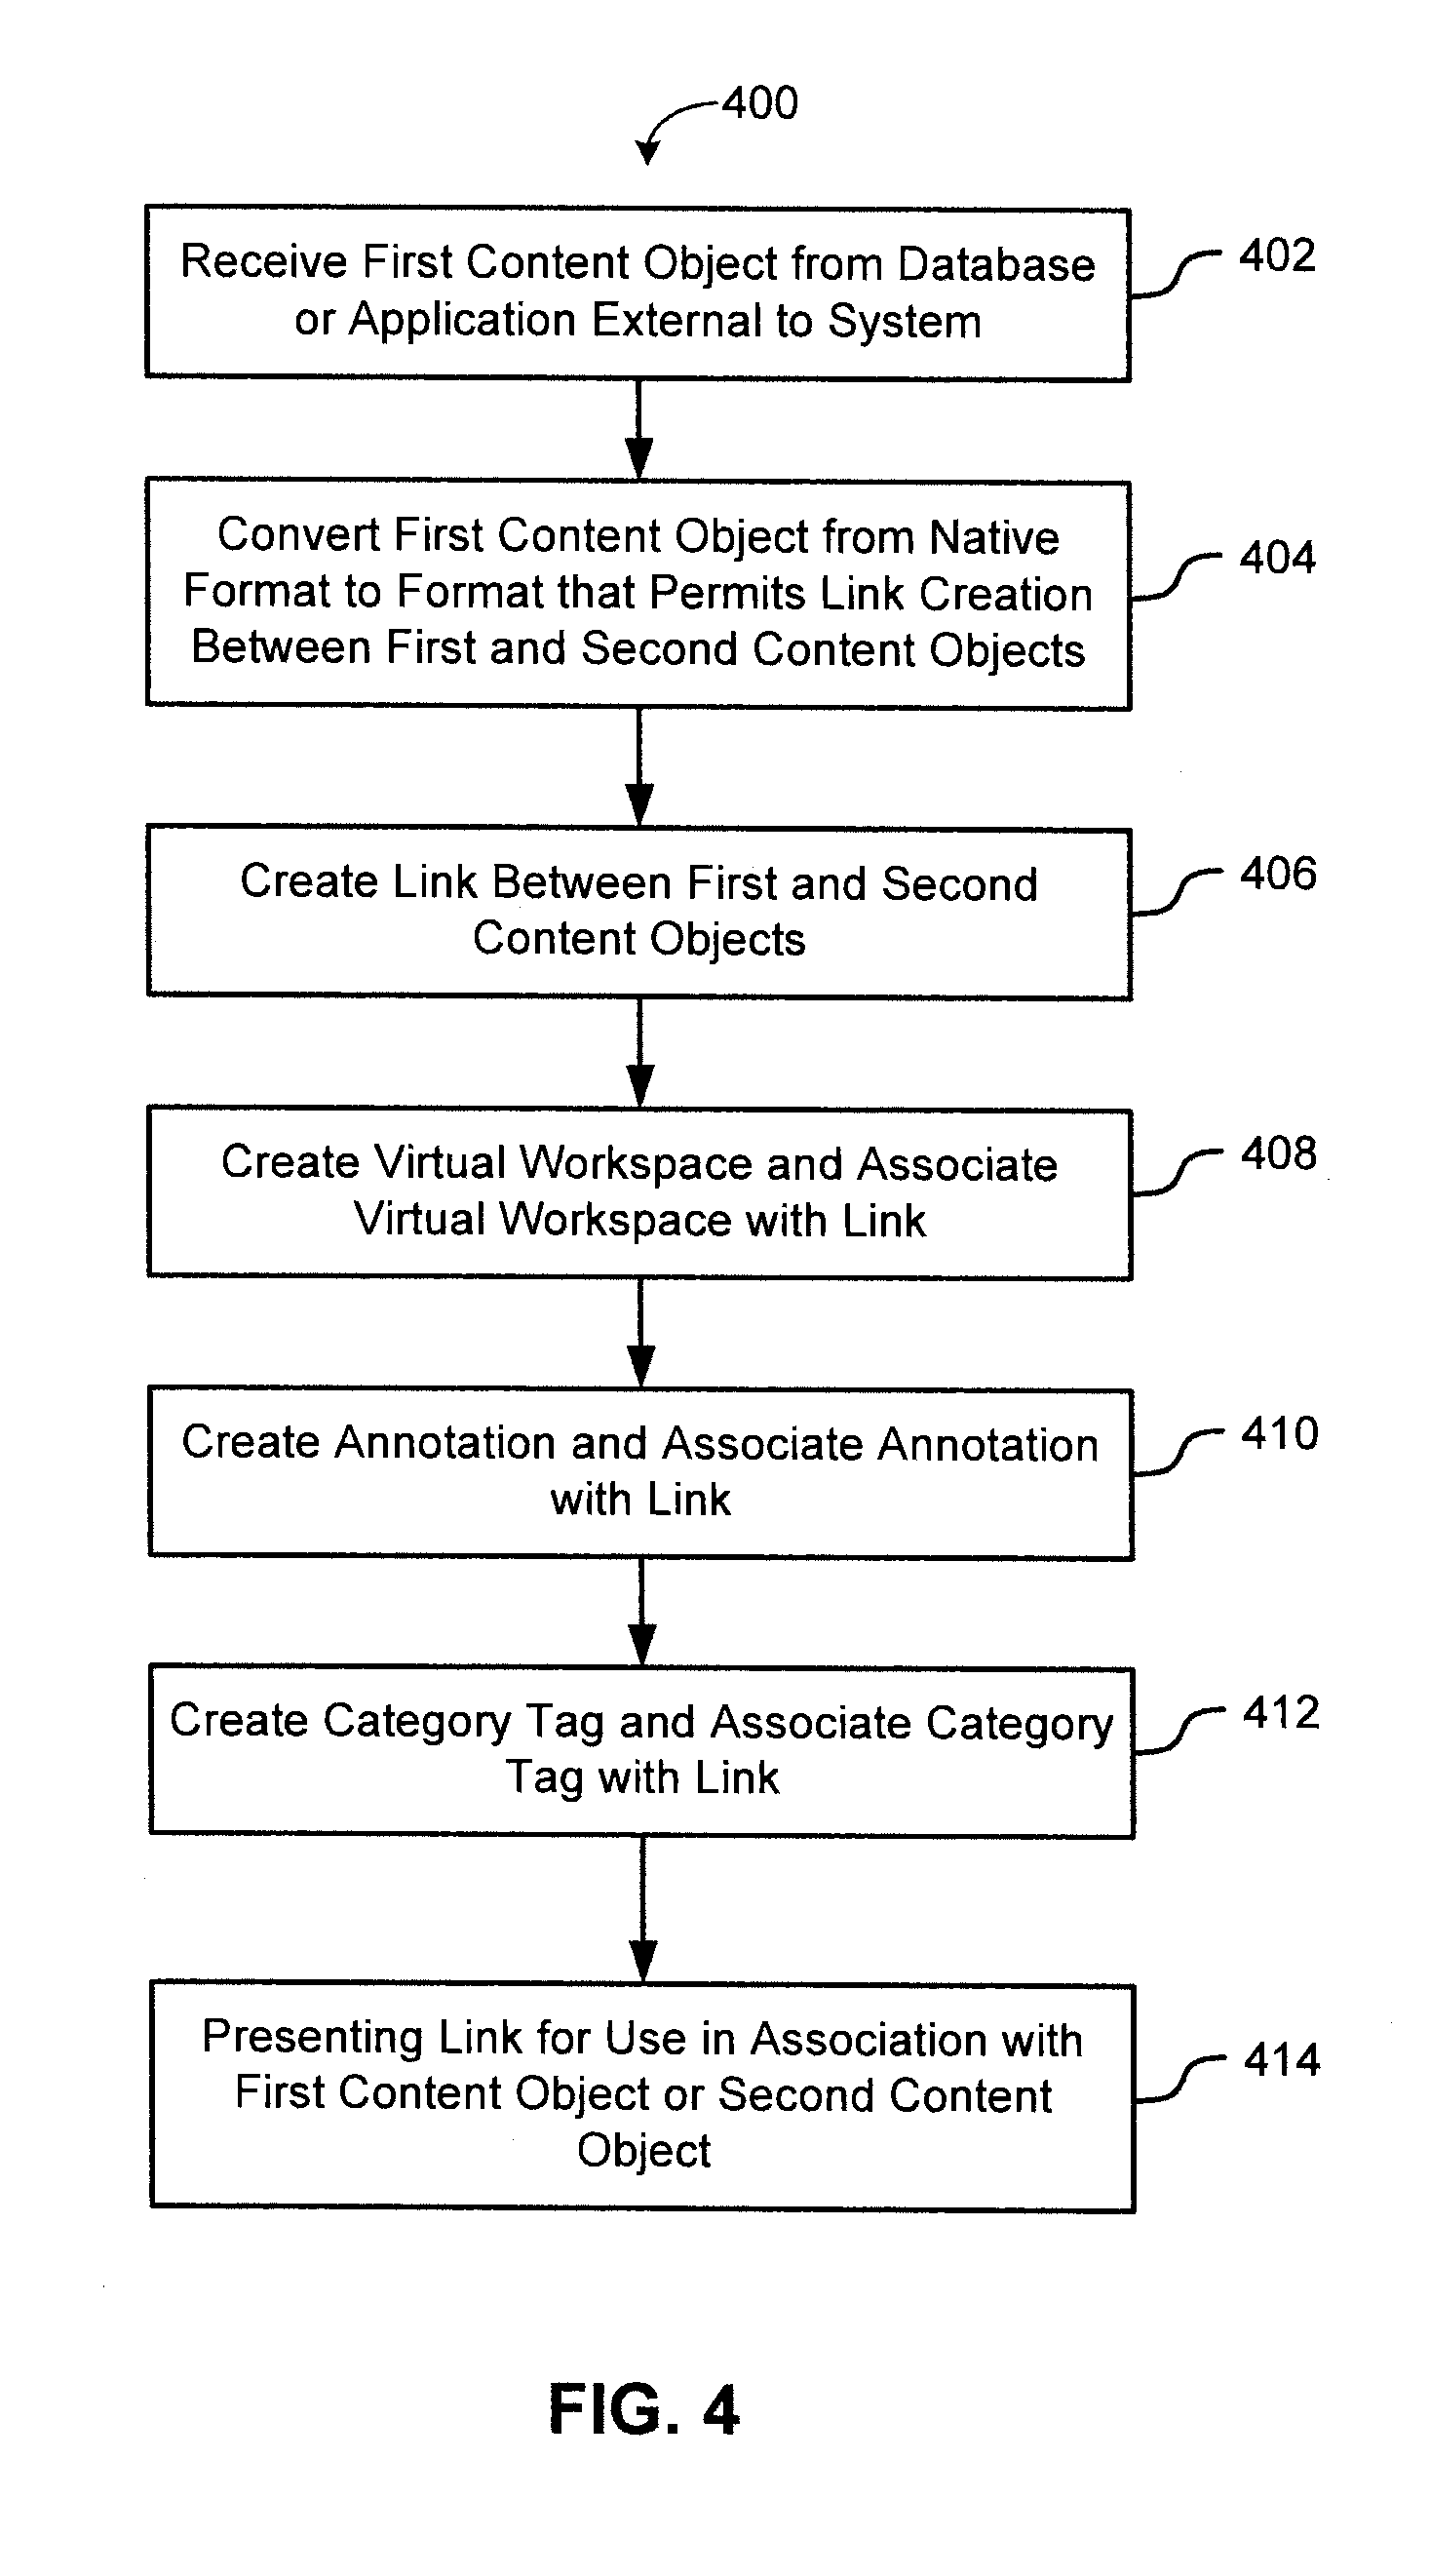 400
Receive First Content Object from Database
or Application External to System
402
Convert First Content Object from Native
Format to Format that Permits Link Creation
Between First and Second Content Objects
404
Create Link Between First and Second
Content Objects
406
Create Virtual Workspace and Associate
Virtual Workspace with Link
408
Create Annotation and Associate Annotation
with Link
410
Create Category Tag and Associate Category
Tag with Link
412
Presenting Link for Use in Association with
First Content Object or Second Content
Object
414
FIG. 4